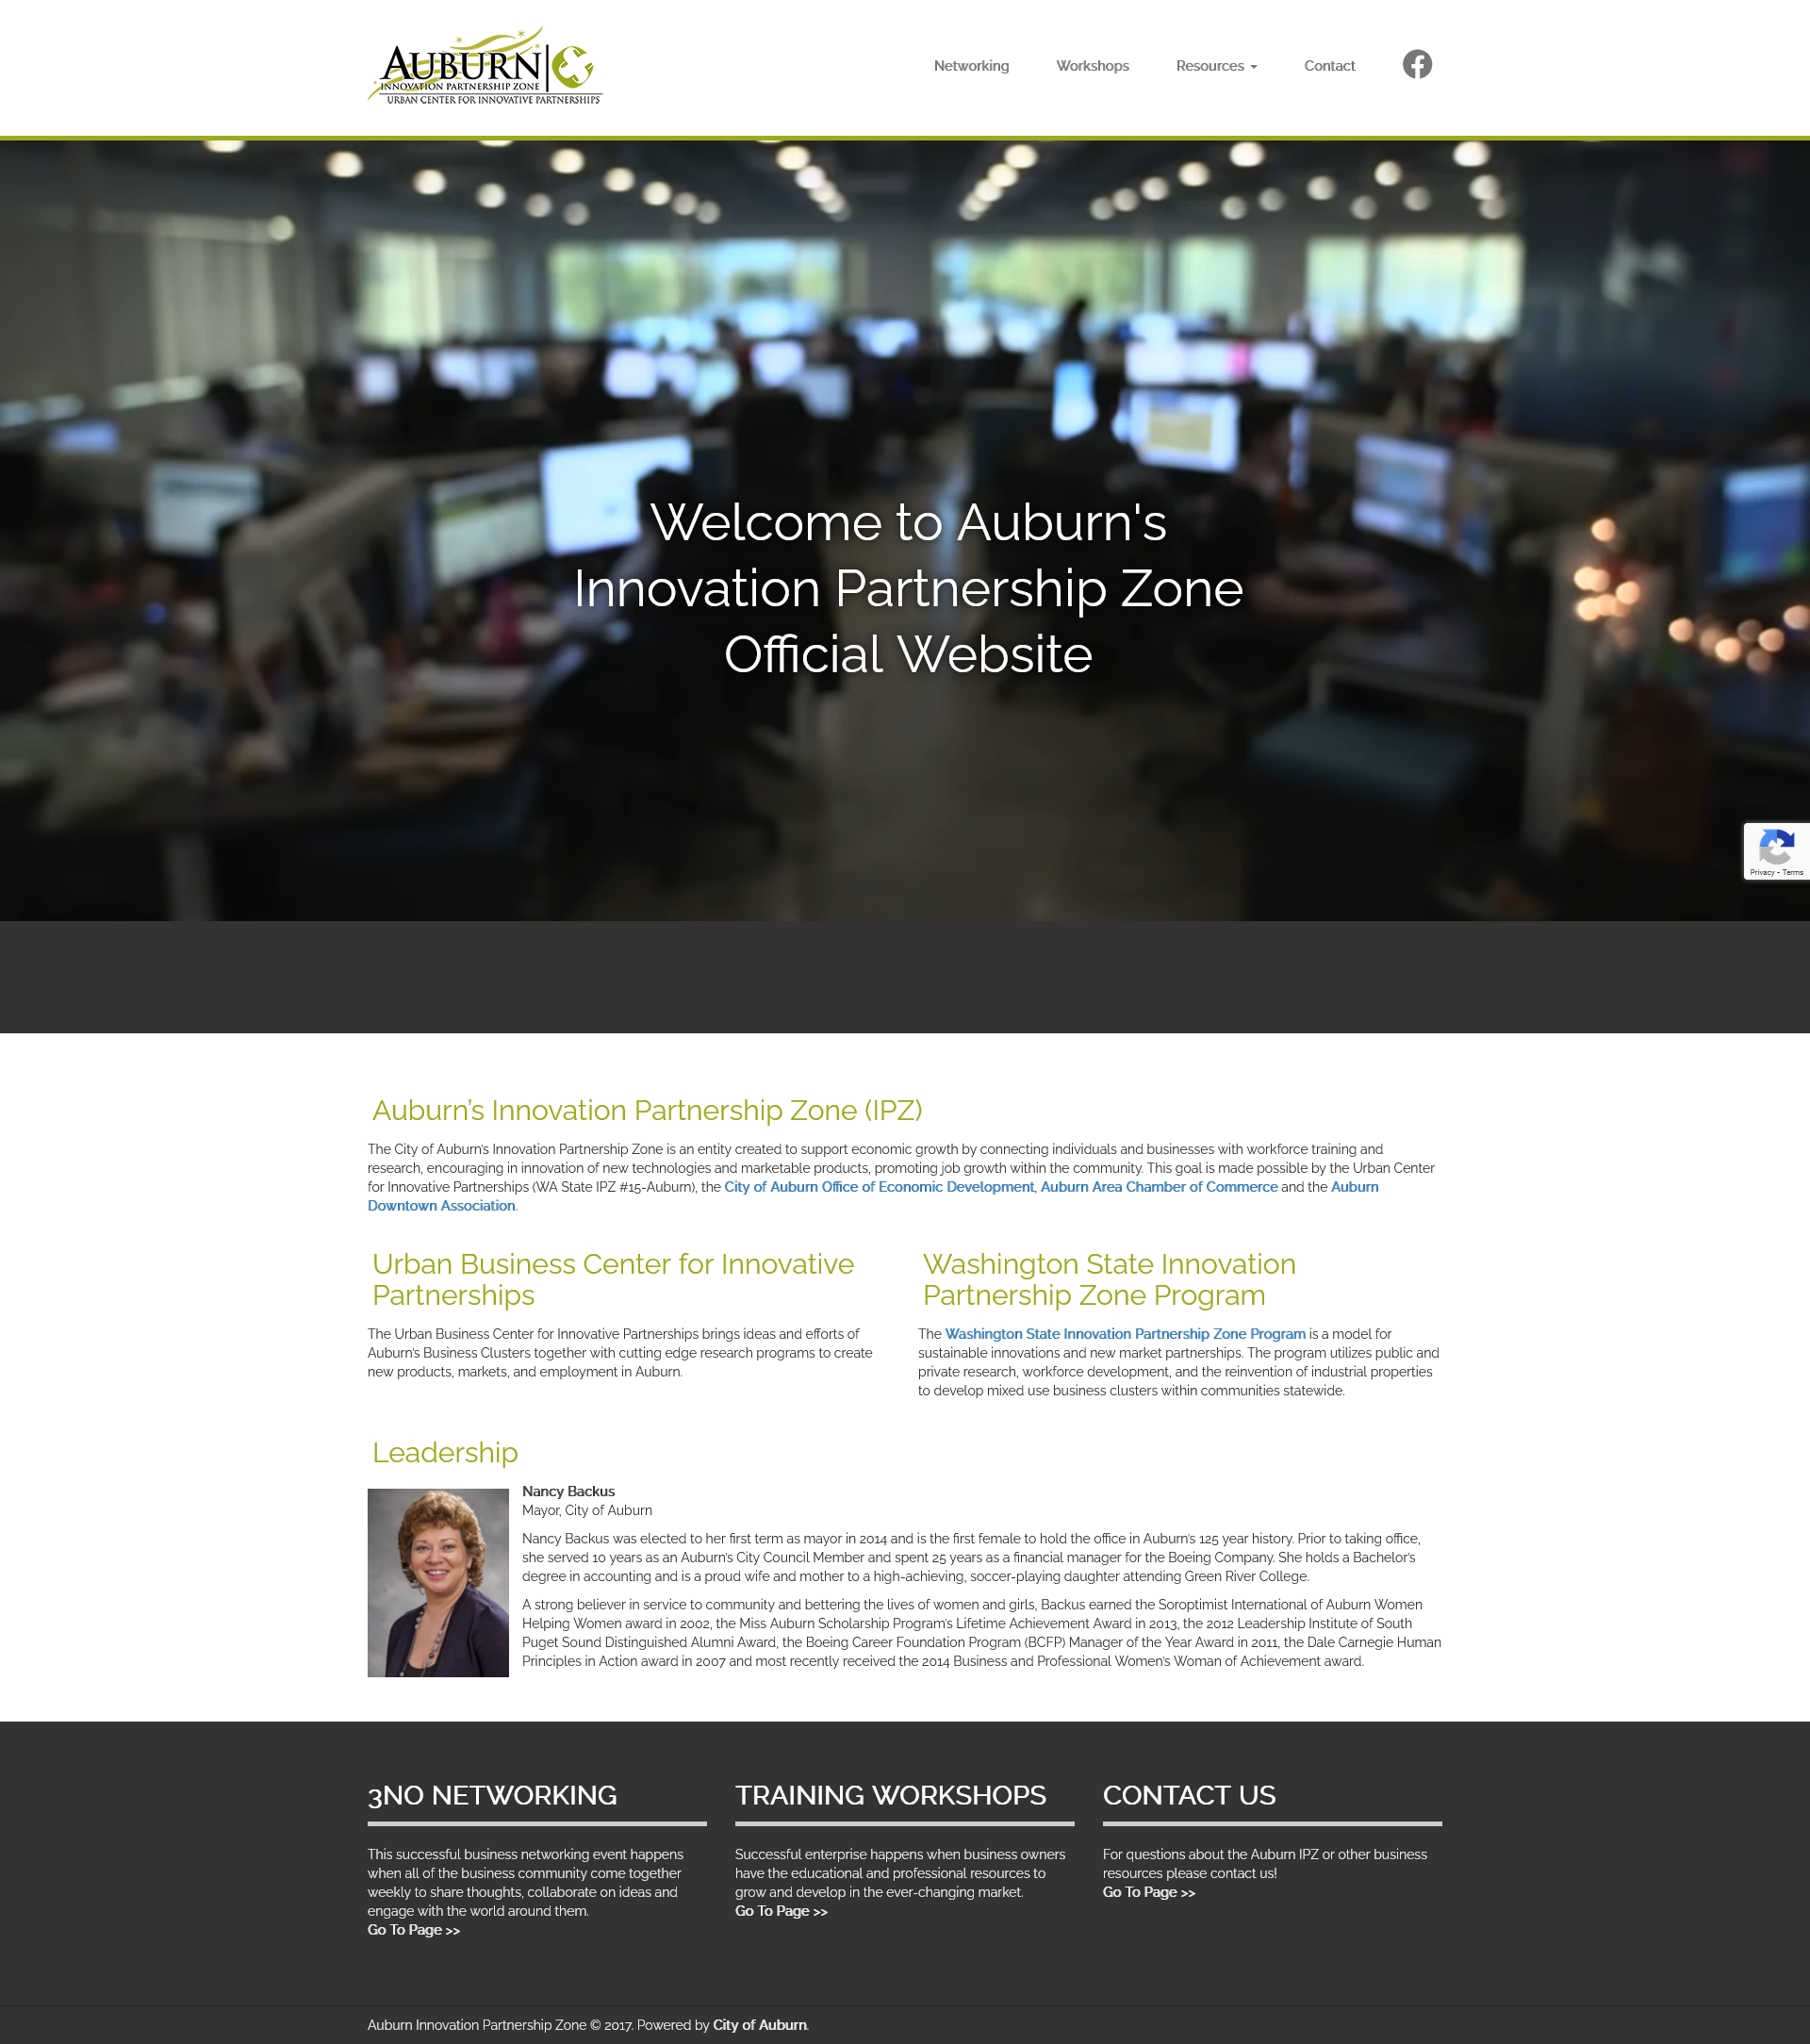 AUBURN
INNOVATION PARTNERSHIP ZONE
URBAN CENTER FOR INNOVATIVE PARTNERSHIPS
Networking Workshops Resources Contact
Welcome to Auburn's
Innovation Partnership Zone
Official Website
Privacy - Terms
Auburn’s Innovation Partnership Zone (IPZ)
The City of Auburn’s Innovation Partnership Zone is an entity created to support economic growth by connecting individuals and businesses with workforce training and
research, encouraging in innovation of new technologies and marketable products, promoting job growth within the community. This goal is made possible by the Urban Center
for Innovative Partnerships (WA State IPZ #15-Auburn), the City of Auburn Office of Economic Development, Auburn Area Chamber of Commerce and the Auburn
Downtown Association.
Urban Business Center for Innovative
Partnerships
The Urban Business Center for Innovative Partnerships brings ideas and efforts of
Auburn’s Business Clusters together with cutting edge research programs to create
new products, markets, and employment in Auburn.
Washington State Innovation
Partnership Zone Program
The Washington State Innovation Partnership Zone Program is a model for
sustainable innovations and new market partnerships. The program utilizes public and
private research, workforce development, and the reinvention of industrial properties
to develop mixed use business clusters within communities statewide.
Leadership
Nancy Backus
Mayor, City of Auburn
Nancy Backus was elected to her first term as mayor in 2014 and is the first female to hold the office in Auburn’s 125 year history. Prior to taking office,
she served 10 years as an Auburn’s City Council Member and spent 25 years as a financial manager for the Boeing Company. She holds a Bachelor’s
degree in accounting and is a proud wife and mother to a high-achieving, soccer-playing daughter attending Green River College.
A strong believer in service to community and bettering the lives of women and girls, Backus earned the Soroptimist International of Auburn Women
Helping Women award in 2002, the Miss Auburn Scholarship Program’s Lifetime Achievement Award in 2013, the 2012 Leadership Institute of South
Puget Sound Distinguished Alumni Award, the Boeing Career Foundation Program (BCFP) Manager of the Year Award in 2011, the Dale Carnegie Human
Principles in Action award in 2007 and most recently received the 2014 Business and Professional Women’s Woman of Achievement award.
3NO NETWORKING
This successful business networking event happens
when all of the business community come together
weekly to share thoughts, collaborate on ideas and
engage with the world around them.
Go To Page >>
TRAINING WORKSHOPS
Successful enterprise happens when business owners
have the educational and professional resources to
grow and develop in the ever-changing market.
Go To Page >>
CONTACT US
For questions about the Auburn IPZ or other business
resources please contact us!
Go To Page >>
Auburn Innovation Partnership Zone © 2017. Powered by City of Auburn.